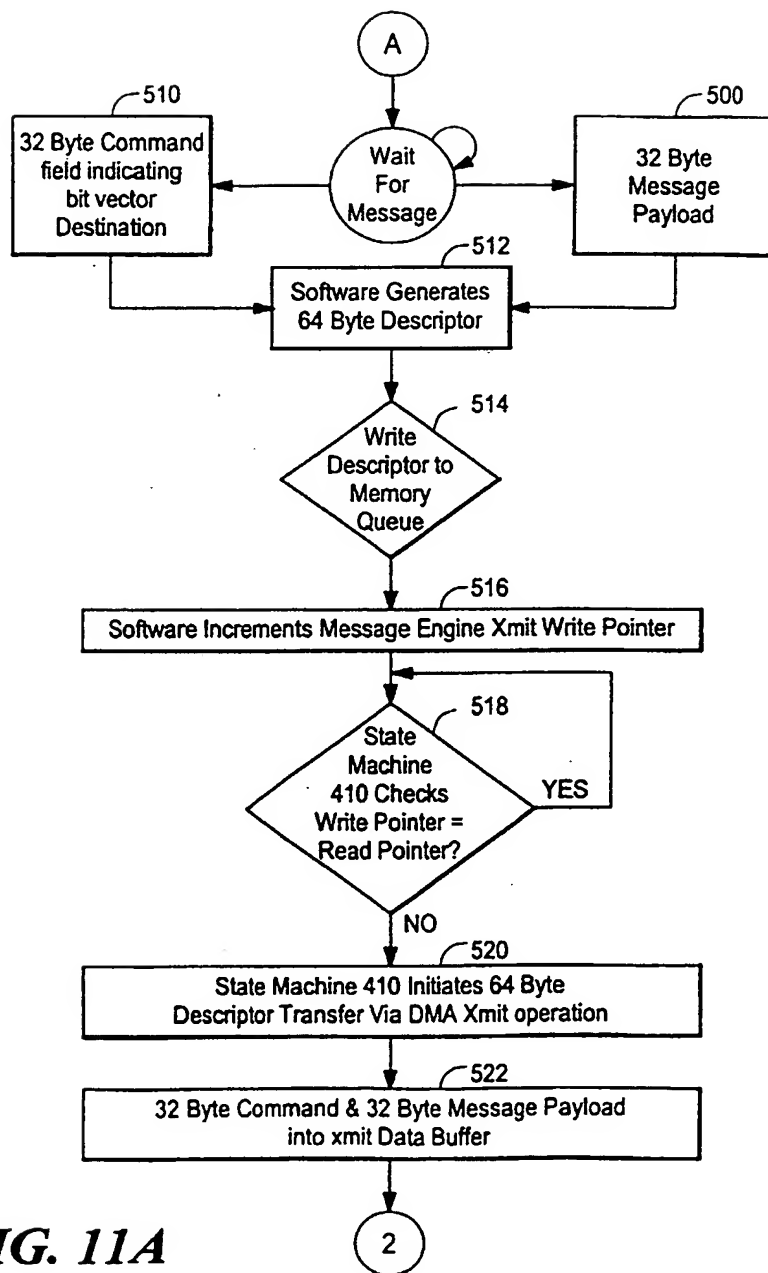 A
510
32 Byte Command
field indicating
bit vector
Destination
Wait
For
Message
500
32 Byte
Message
Payload
512
Software Generates
64 Byte Descriptor
514
Write
Descriptor to
Memory
Queue
516
Software Increments Message Engine Xmit Write Pointer
518
State
Machine
410 Checks
Write Pointer =
Read Pointer?
YES
NO
520
State Machine 410 Initiates 64 Byte
Descriptor Transfer Via DMA Xmit operation
522
32 Byte Command & 32 Byte Message Payload
into xmit Data Buffer
2
IG. 11A